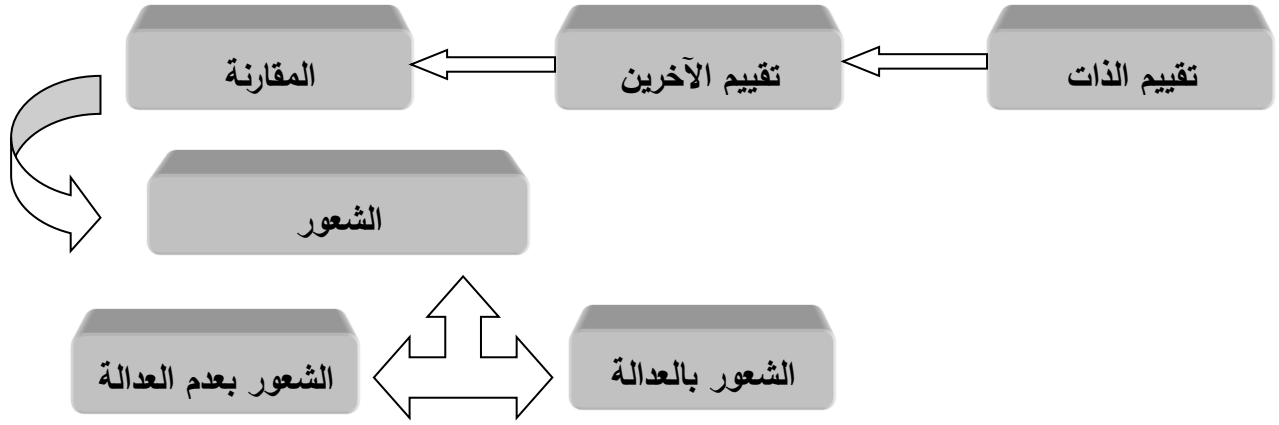 تقييم الذات
تقييم الآخرين
المقارنة
الشعور
الشعور بالعدالة
الشعور بعدم العدالة